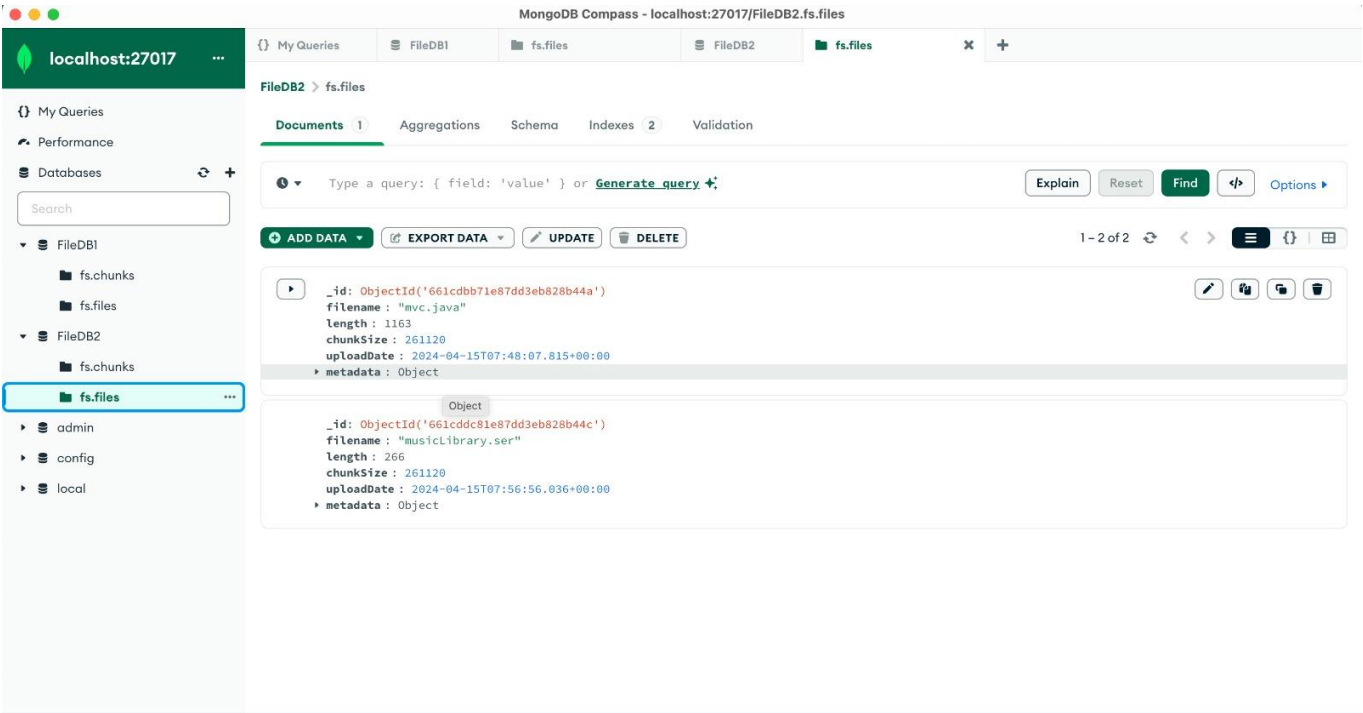 MongoDB Compass - localhost:27017/FileDB2.fs.files
localhost:27017 ...
{} My Queries
Performance
Databases
Search
FileDB1
fs.chunks
fs.files
FileDB2
fs.chunks
fs.files ...
admin
config
local
{} My Queries FileDB1 fs.files FileDB2 fs.files
FileDB2 > fs.files
Documents 1 Aggregations Schema Indexes 2 Validation
Type a query: { field: 'value' } or Generate query
Explain Reset Find </> Options
ADD DATA EXPORT DATA UPDATE DELETE
1 – 2 of 2 {}
_id: ObjectId('661cdbb71e87dd3eb828b44a')
filename : "mvc.java"
length : 1163
chunkSize : 261120
uploadDate : 2024-04-15T07:48:07.815+00:00
metadata : Object
Object
_id: ObjectId('661cddc81e87dd3eb828b44c')
filename : "musicLibrary.ser"
length : 266
chunkSize : 261120
uploadDate : 2024-04-15T07:56:56.036+00:00
metadata : Object